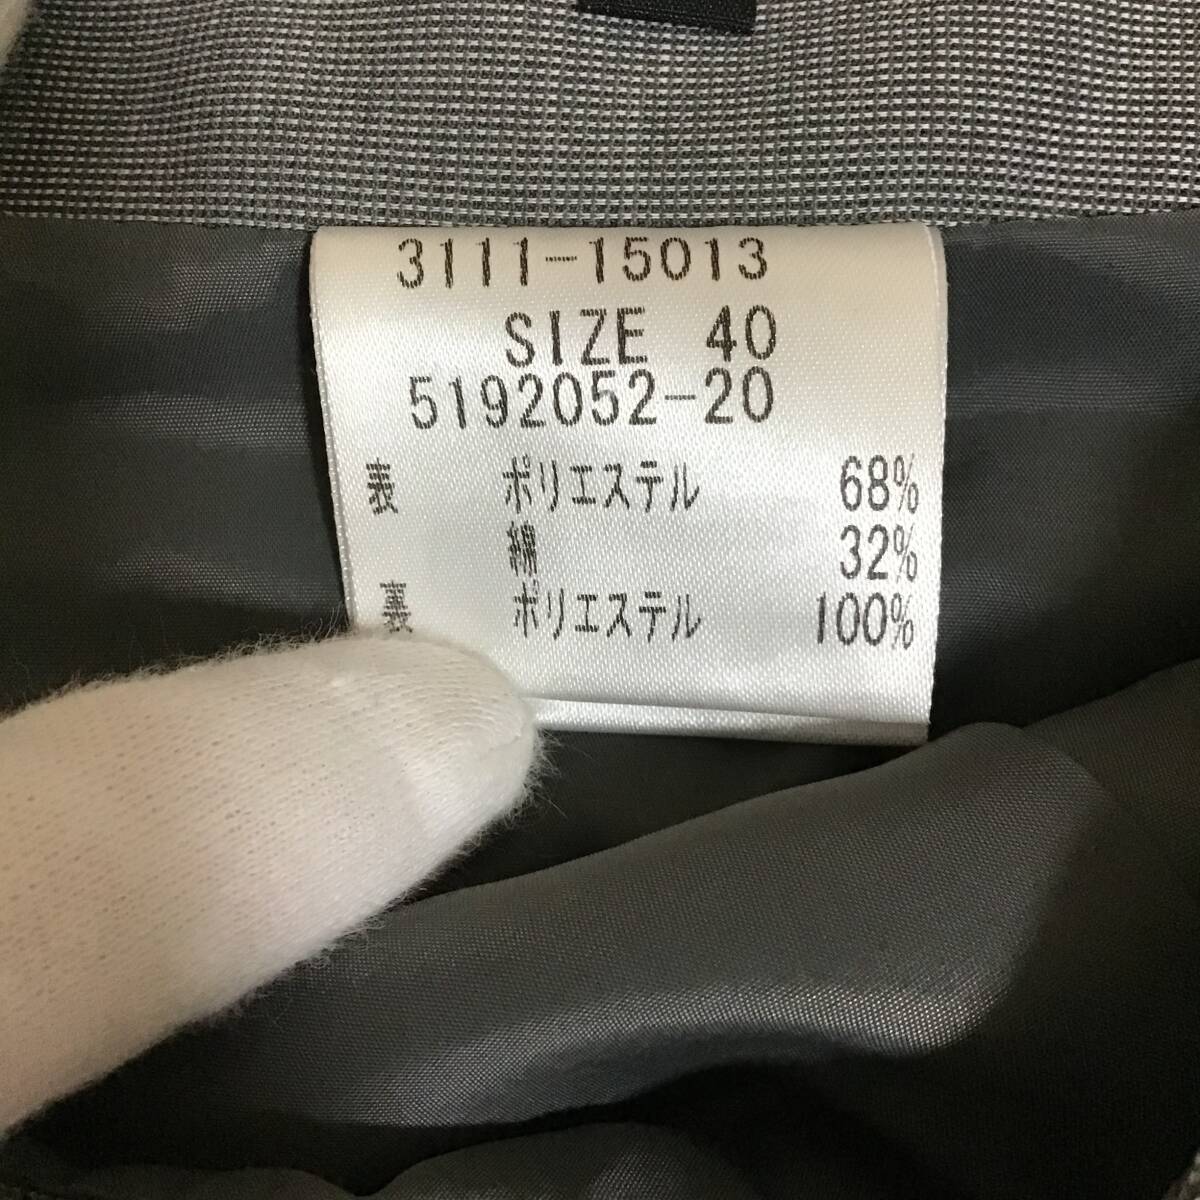 3111-15013
SIZE 40
5192052-20
表 ポリエステル 68%
綿 32%
裏 ポリエステル 100%